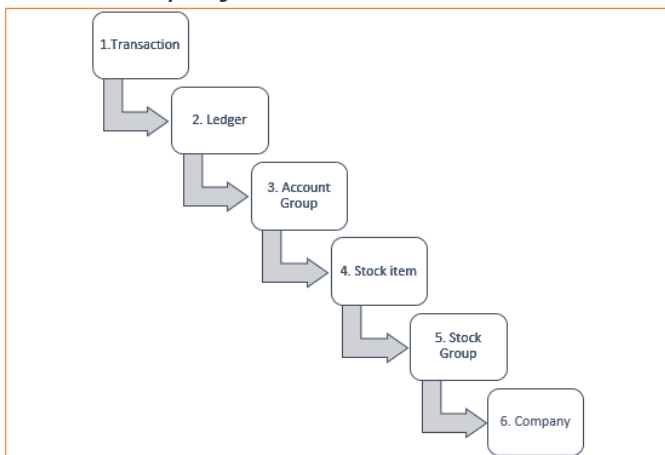 1.Transaction
2. Ledger
3. Account
Group
4. Stock item
5. Stock
Group
6. Company